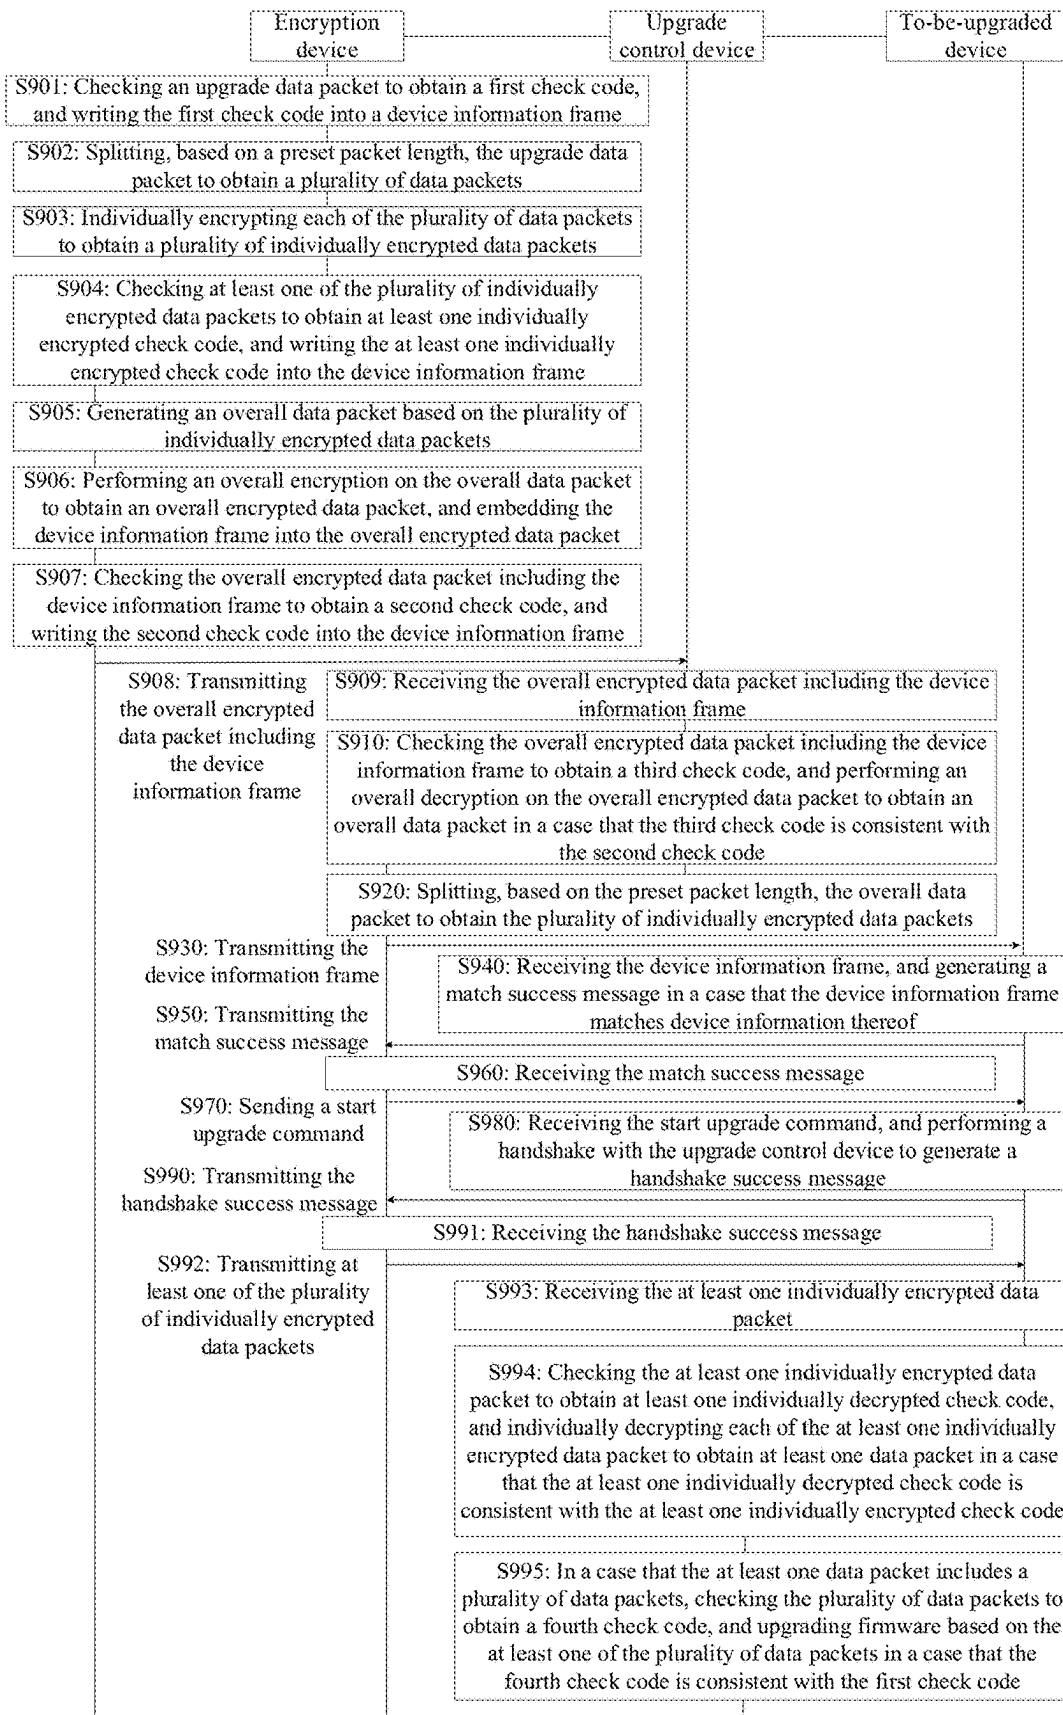 Encryption
device
Upgrade
control device
To-be-upgraded
device
S901: Checking an upgrade data packet to obtain a first check code,
and writing the first check code into a device information frame
S902: Splitting, based on a preset packet length, the upgrade data
packet to obtain a plurality of data packets
S903: Individually encrypting each of the plurality of data packets
to obtain a plurality of individually encrypted data packets
S904: Checking at least one of the plurality of individually
encrypted data packets to obtain at least one individually
encrypted check code, and writing the at least one individually
encrypted check code into the device information frame
S905: Generating an overall data packet based on the plurality of
individually encrypted data packets
S906: Performing an overall encryption on the overall data packet
to obtain an overall encrypted data packet, and embedding the
device information frame into the overall encrypted data packet
S907: Checking the overall encrypted data packet including the
device information frame to obtain a second check code, and
writing the second check code into the device information frame
S908: Transmitting
the overall encrypted
data packet including
the device
information frame
S909: Receiving the overall encrypted data packet including the device
information frame
S910: Checking the overall encrypted data packet including the device
information frame to obtain a third check code, and performing an
overall decryption on the overall encrypted data packet to obtain an
overall data packet in a case that the third check code is consistent with
the second check code
S920: Splitting, based on the preset packet length, the overall data
packet to obtain the plurality of individually encrypted data packets
S930: Transmitting the
device information frame
S940: Receiving the device information frame, and generating a
match success message in a case that the device information frame
matches device information thereof
S950: Transmitting the
match success message
S960: Receiving the match success message
S970: Sending a start
upgrade command
S980: Receiving the start upgrade command, and performing a
handshake with the upgrade control device to generate a
handshake success message
S990: Transmitting the
handshake success message
S991: Receiving the handshake success message
S992: Transmitting at
least one of the plurality
of individually encrypted
data packets
S993: Receiving the at least one individually encrypted data
packet
S994: Checking the at least one individually encrypted data
packet to obtain at least one individually decrypted check code,
and individually decrypting each of the at least one individually
encrypted data packet to obtain at least one data packet in a case
that the at least one individually decrypted check code is
consistent with the at least one individually encrypted check code
S995: In a case that the at least one data packet includes a
plurality of data packets, checking the plurality of data packets to
obtain a fourth check code, and upgrading firmware based on the
at least one of the plurality of data packets in a case that the
fourth check code is consistent with the first check code